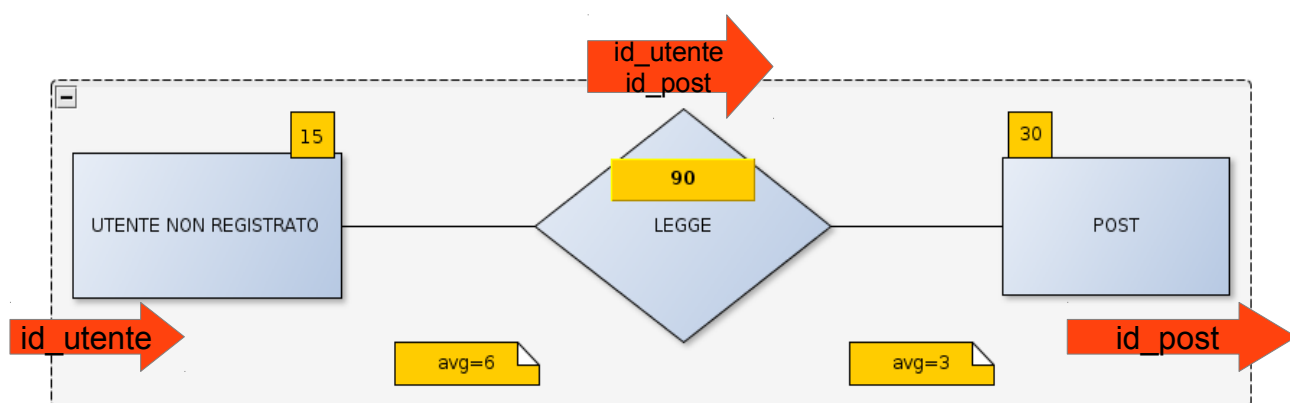 id_utente
id_post
15
30
90
UTENTE NON REGISTRATO
LEGGE
POST
id_utente
id_post
avg=6
avg=3